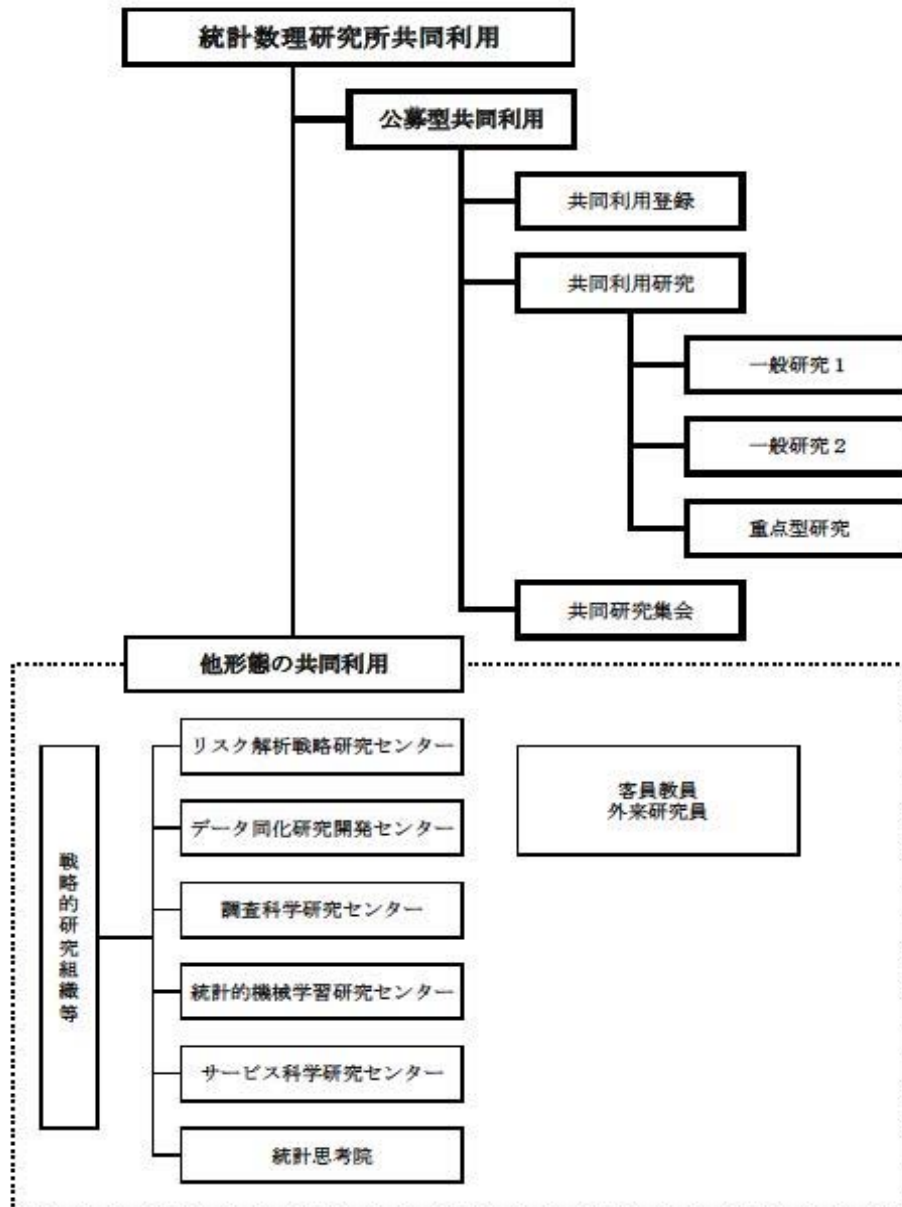 統計数理研究所共同利用
公募型共同利用
共同利用登録
共同利用研究
一般研究1
一般研究2
重点型研究
共同研究集会
他形態の共同利用
戦略的研究組織等
リスク解析戦略研究センター
データ同化研究開発センター
調査科学研究センター
統計的機械学習研究センター
サービス科学研究センター
統計思考院
客員教員
外来研究員